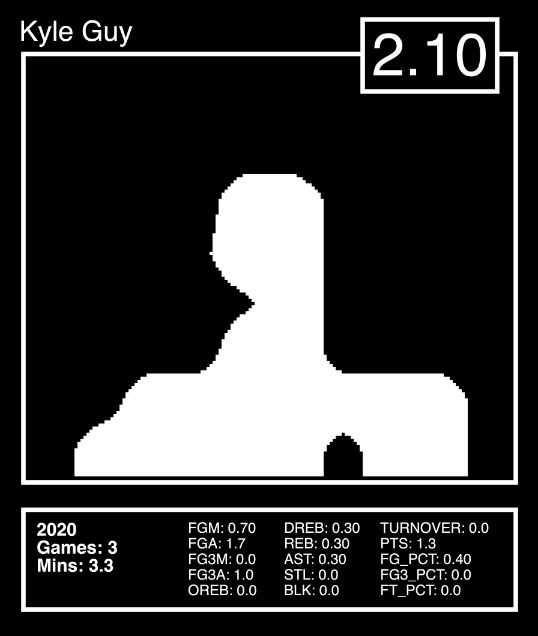 Kyle Guy
2.10
2020
Games: 3
Mins: 3.3
FGM: 0.70
FGA: 1.7
FG3M: 0.0
FG3A: 1.0
OREB: 0.0
DREB: 0.30
REB: 0.30
AST: 0.30
STL: 0.0
BLK: 0.0
TURNOVER: 0.0
PTS: 1.3
FG_PCT: 0.40
FG3_PCT: 0.0
FT_PCT: 0.0